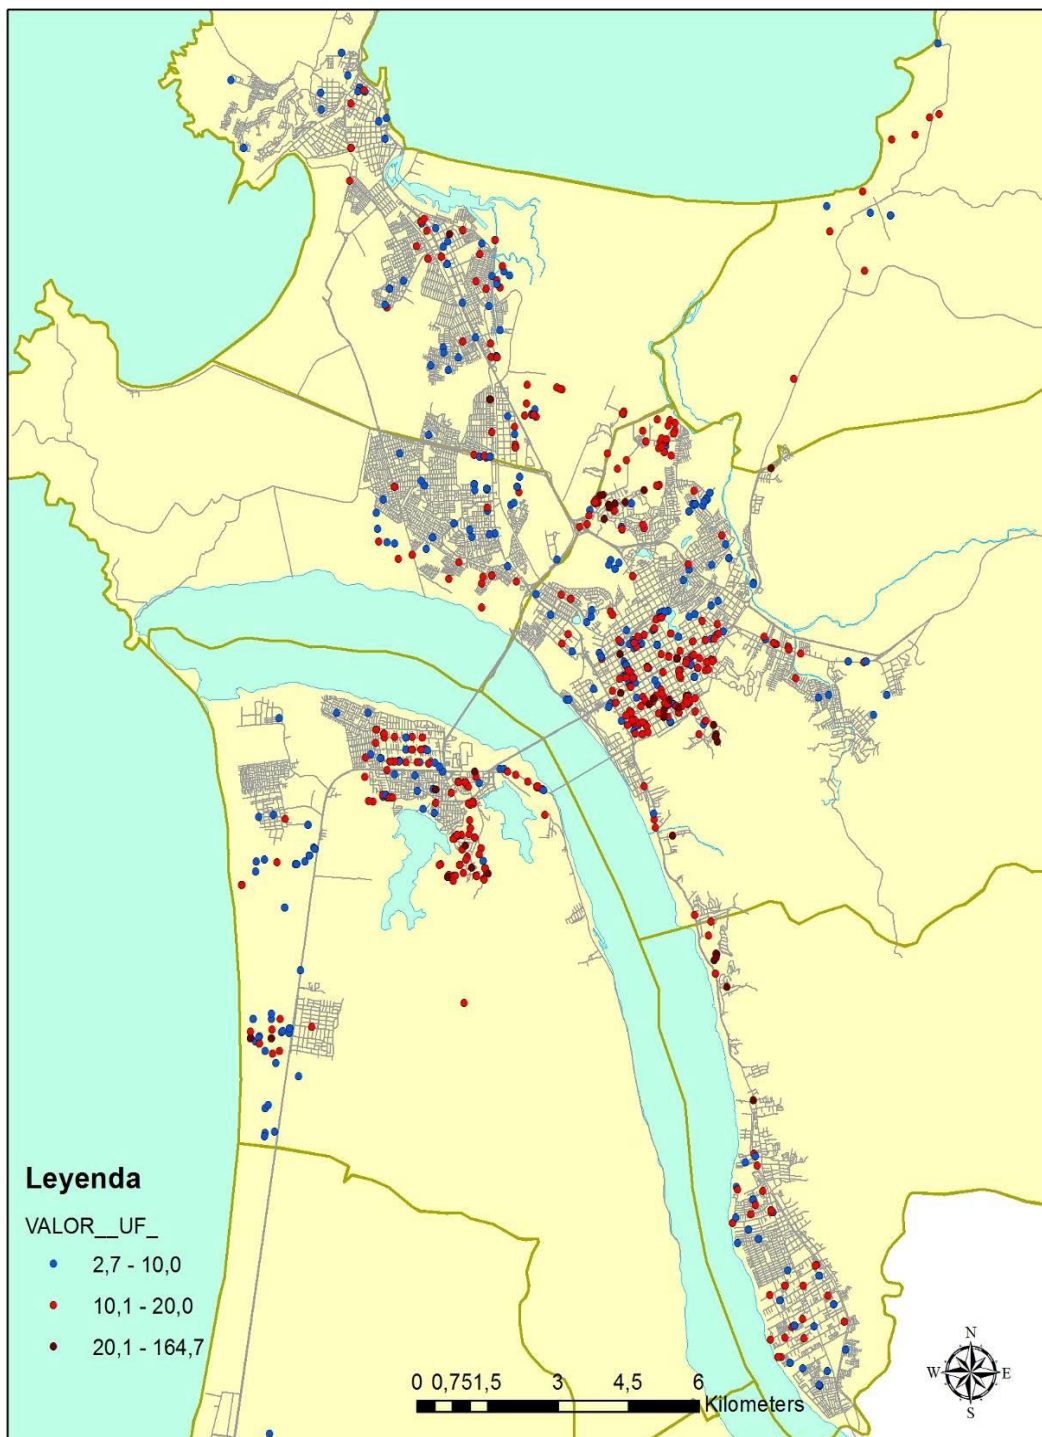 Leyenda
VALOR__UF_
2,7 - 10,0
10,1 - 20,0
20,1 - 164,7
0 0,751,5 3 4,5 6
Kilometers
N
W E
S